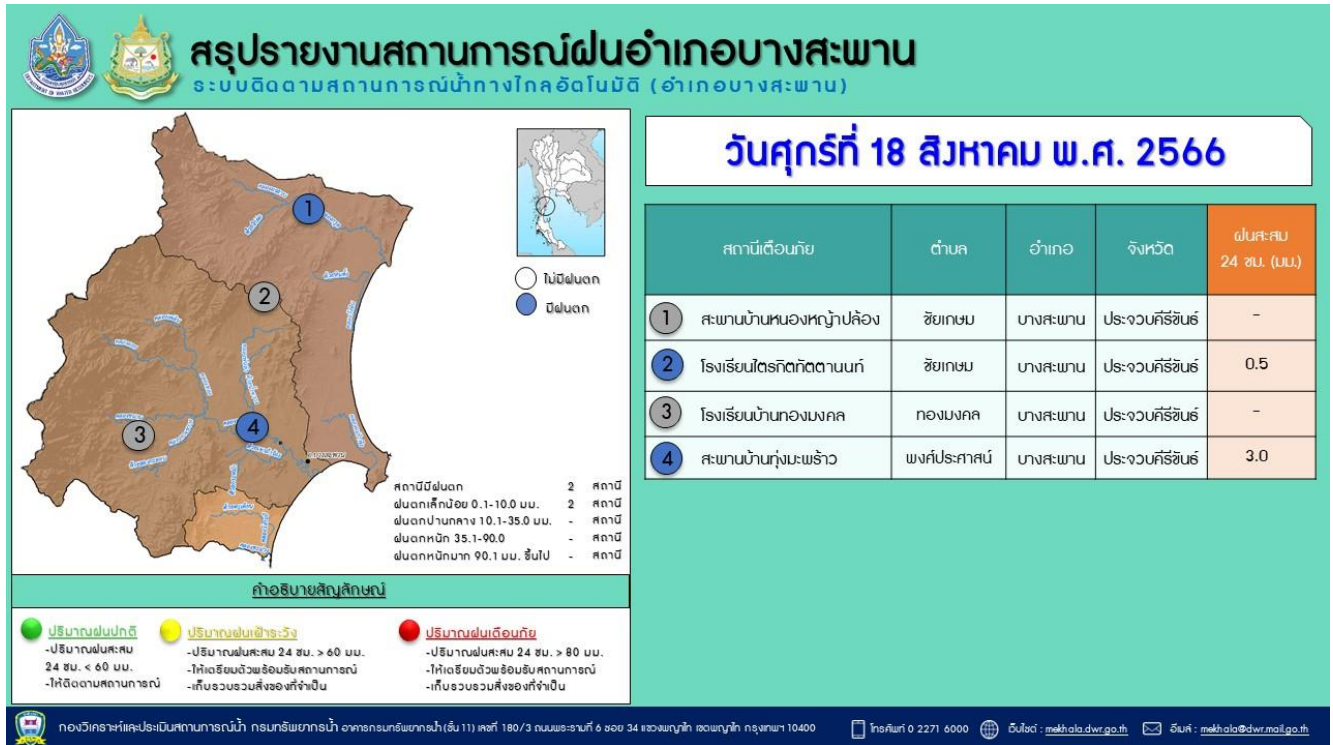 สรุปรายงานสถานการณ์ฝนอำเภอบางสะพาน
ระบบติดตามสถานการณ์น้ำทางไกลอัตโนมัติ (อำเภอบางสะพาน)
วันศุกร์ที่ 18 สิงหาคม พ.ศ. 2566
1
2
3
4
ไม่มีฝนตก
มีฝนตก
สถานีมีฝนตก 2 สถานี
ฝนตกเล็กน้อย 0.1-10.0 มม. 2 สถานี
ฝนตกปานกลาง 10.1-35.0 มม. - สถานี
ฝนตกหนัก 35.1-90.0 - สถานี
ฝนตกหนักมาก 90.1 มม. ขึ้นไป - สถานี
สถานีเตือนภัย ตำบล อำเภอ จังหวัด ฝนสะสม 24 ชม. (มม.)
1 สะพานบ้านหนองหญ้าปล้อง ชัยเกษม บางสะพาน ประจวบคีรีขันธ์ -
2 โรงเรียนไตรกิตทัตตานนท์ ชัยเกษม บางสะพาน ประจวบคีรีขันธ์ 0.5
3 โรงเรียนบ้านทองมงคล ทองมงคล บางสะพาน ประจวบคีรีขันธ์ -
4 สะพานบ้านทุ่งมะพร้าว พงศ์ประศาสน์ บางสะพาน ประจวบคีรีขันธ์ 3.0
คำอธิบายสัญลักษณ์
ปริมาณฝนปกติ
-ปริมาณฝนสะสม
24 ชม. < 60 มม.
-ให้ติดตามสถานการณ์
ปริมาณฝนเฝ้าระวัง
-ปริมาณฝนสะสม 24 ชม. > 60 มม.
-ให้เตรียมตัวพร้อมรับสถานการณ์
-เก็บรวบรวมสิ่งของที่จำเป็น
ปริมาณฝนเตือนภัย
-ปริมาณฝนสะสม 24 ชม. > 80 มม.
-ให้เตรียมตัวพร้อมรับสถานการณ์
-เก็บรวบรวมสิ่งของที่จำเป็น
กองวิเคราะห์และประเมินสถานการณ์น้ำ กรมทรัพยากรน้ำ อาคารกรมทรัพยากรน้ำ (ชั้น 11) เลขที่ 180/3 ถนนพระรามที่ 6 ซอย 34 แขวงพญาไท เขตพญาไท กรุงเทพฯ 10400 โทรศัพท์ 0 2271 6000 เว็บไซต์ : mekhala.dwr.go.th อีเมล์ : mekhala@dwr.mail.go.th